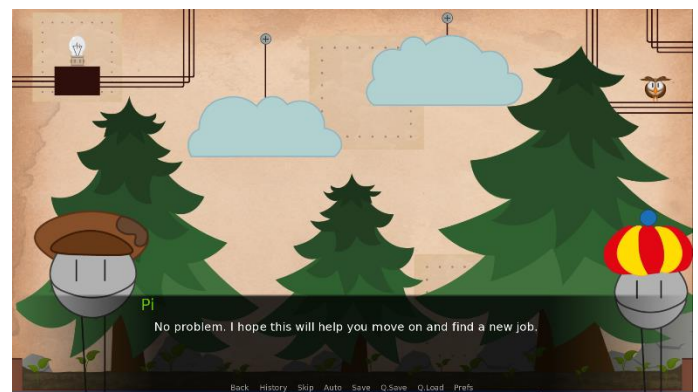 Pi
No problem. I hope this will help you move on and find a new job.
Back History Skip Auto Save Q.Save Q.Load Prefs